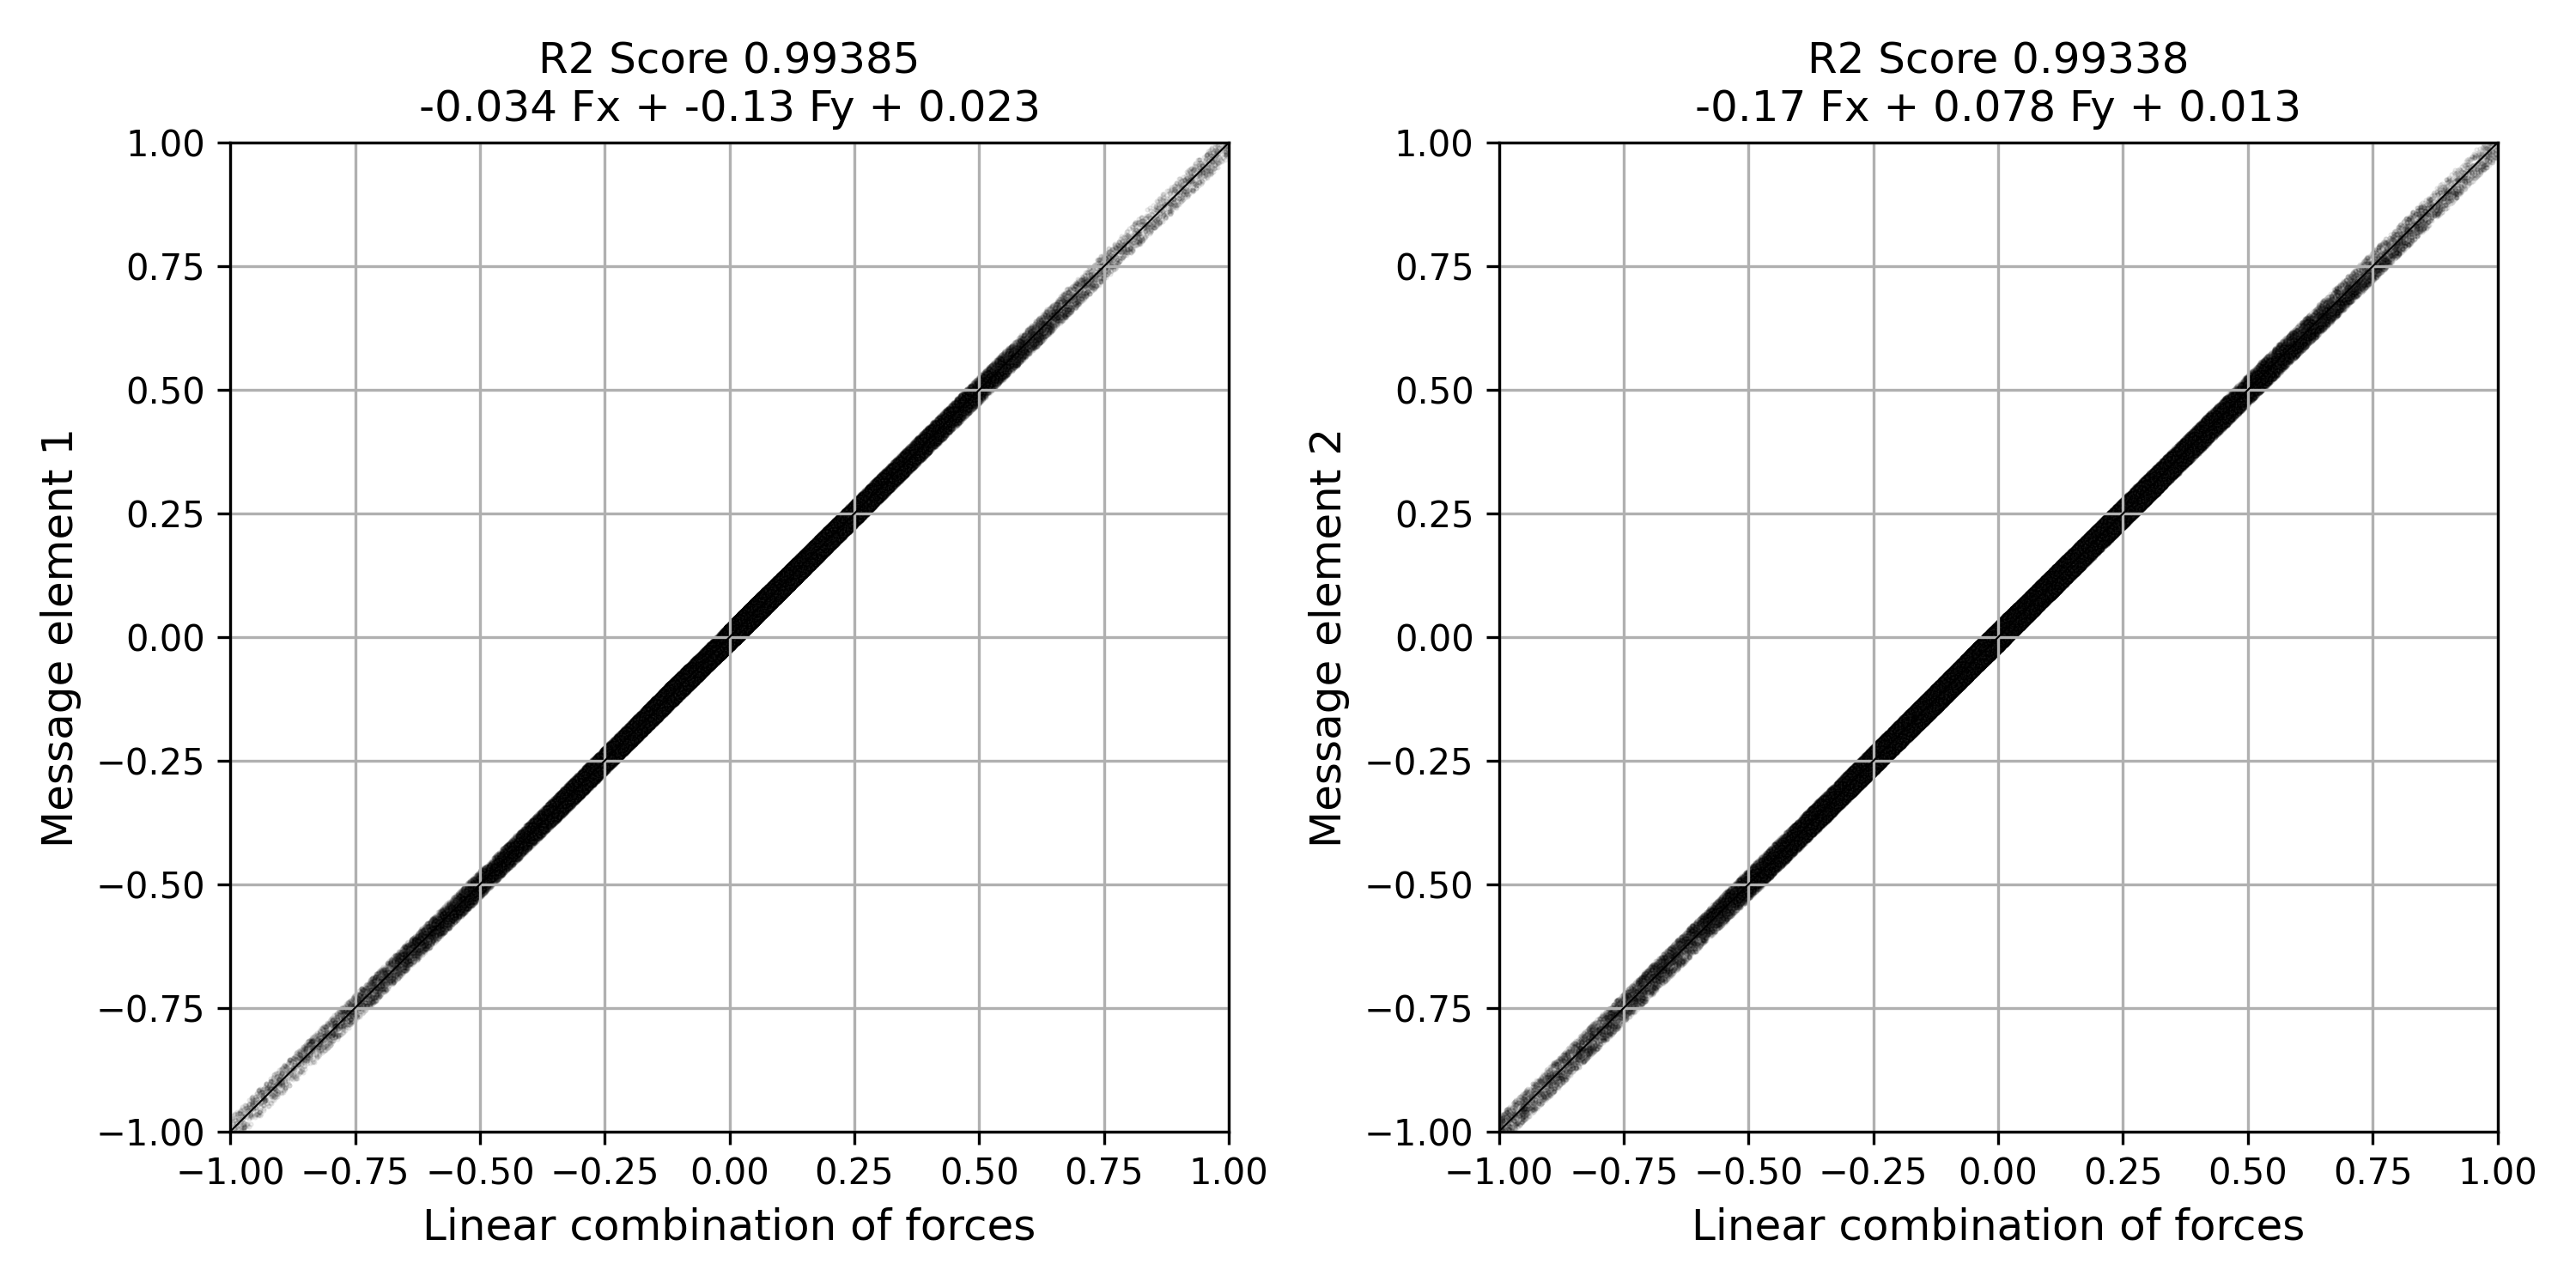 R2 Score 0.99385
-0.034 Fx + -0.13 Fy + 0.023
1.00
0.75
0.50
0.25
0.00
−0.25
−0.50
−0.75
−1.00
Message element 1
−1.00 −0.75 −0.50 −0.25 0.00 0.25 0.50 0.75 1.00
Linear combination of forces
R2 Score 0.99338
-0.17 Fx + 0.078 Fy + 0.013
1.00
0.75
0.50
0.25
0.00
−0.25
−0.50
−0.75
−1.00
Message element 2
−1.00 −0.75 −0.50 −0.25 0.00 0.25 0.50 0.75 1.00
Linear combination of forces